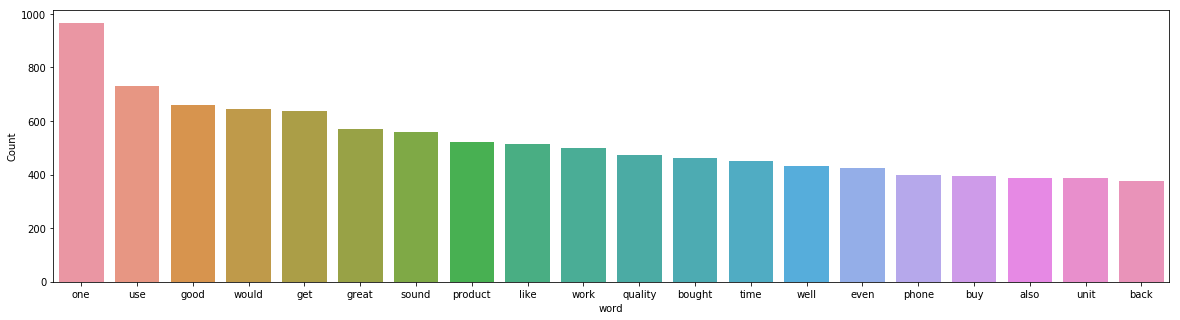 1000
800
600
400
200
0
Count
one use good would get great sound product like work quality bought time well even phone buy also unit back
word